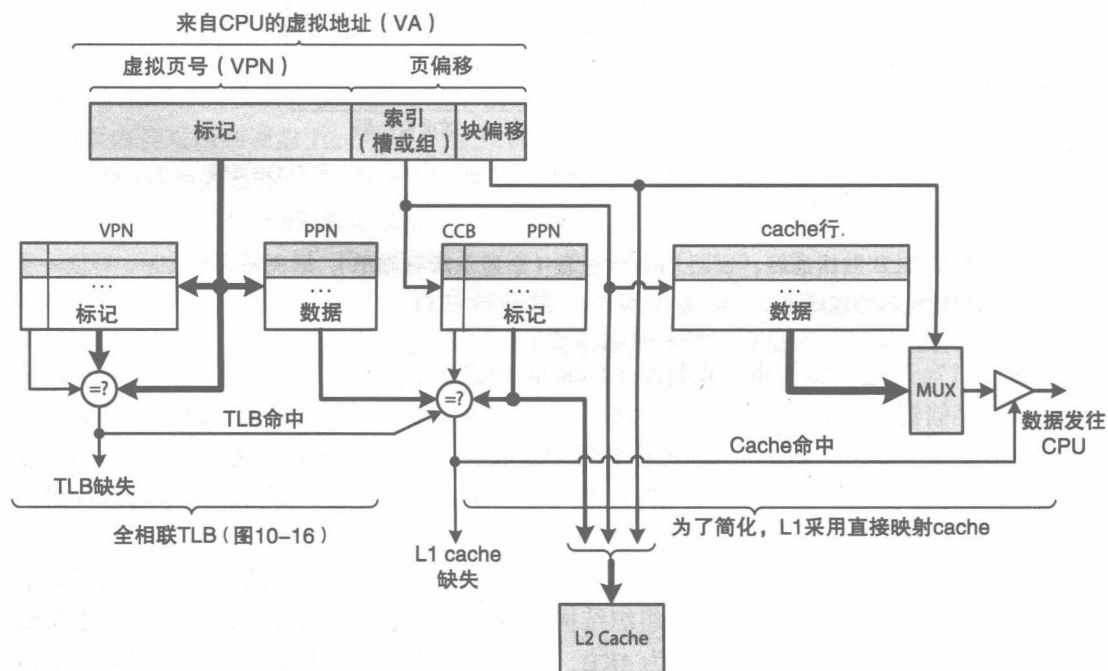 来自CPU的虚拟地址（VA）
虚拟页号（VPN）
页偏移
标记
索引
（槽或组）
块偏移
VPN
PPN
CCB
PPN
cache行.
...
标记
...
数据
...
标记
...
数据
=?
=?
MUX
TLB命中
Cache命中
数据发往
CPU
TLB缺失
全相联TLB（图10-16）
L1 cache
缺失
为了简化，L1采用直接映射cache
L2 Cache